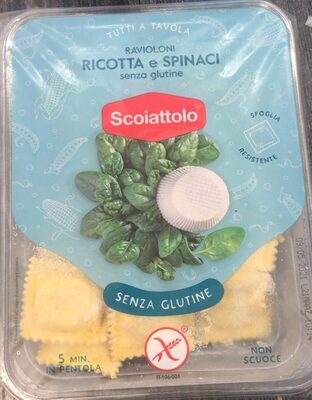 TUTTI A TAVOLA
RAVIOLONI
RICOTTA e SPINACI
senza glutine
Scoiattolo
SFOGLIA
RESISTENTE
SENZA GLUTINE
5 MIN.
IN PENTOLA
NON
SCUOCE